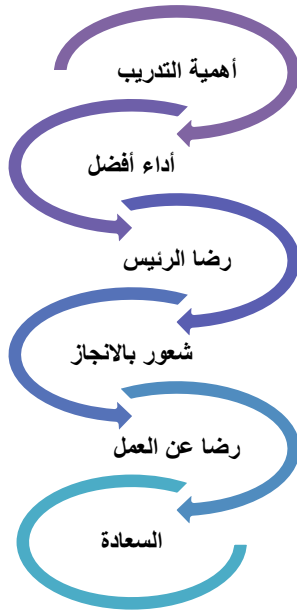 أهمية التدريب
أداء أفضل
رضا الرئيس
شعور بالانجاز
رضا عن العمل
السعادة